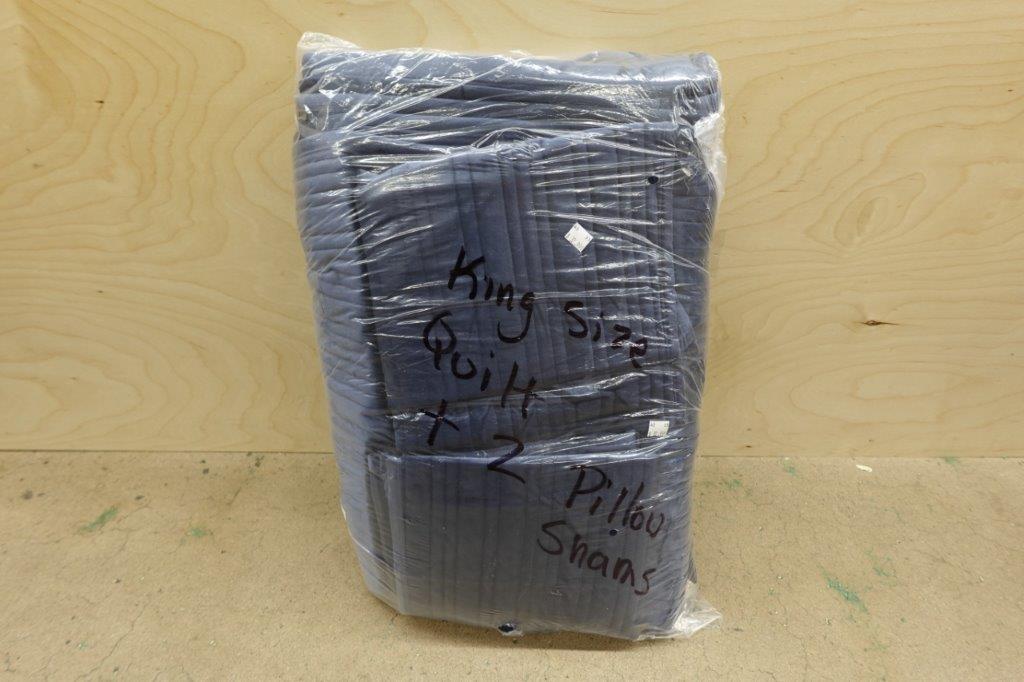 King Size
Quilt
+ 2 Pillow
Shams